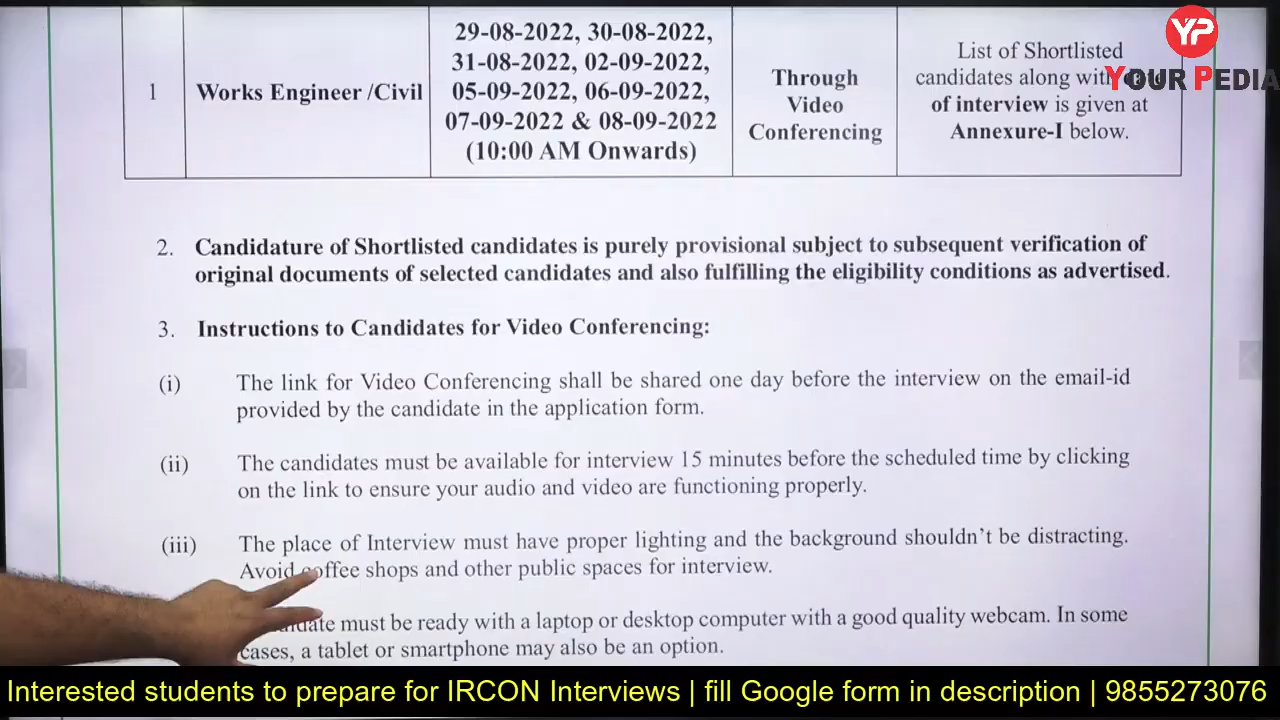 1
Works Engineer /Civil
29-08-2022, 30-08-2022,
31-08-2022, 02-09-2022,
05-09-2022, 06-09-2022,
07-09-2022 & 08-09-2022
(10:00 AM Onwards)
Through
Video
Conferencing
List of Shortlisted
candidates along with
of interview is given at
Annexure-I below.
YP
YOUR PEDIA
2. Candidature of Shortlisted candidates is purely provisional subject to subsequent verification of
original documents of selected candidates and also fulfilling the eligibility conditions as advertised.
3. Instructions to Candidates for Video Conferencing:
(i) The link for Video Conferencing shall be shared one day before the interview on the email-id
provided by the candidate in the application form.
(ii) The candidates must be available for interview 15 minutes before the scheduled time by clicking
on the link to ensure your audio and video are functioning properly.
(iii) The place of Interview must have proper lighting and the background shouldn't be distracting.
Avoid coffee shops and other public spaces for interview.
must be ready with a laptop or desktop computer with a good quality webcam. In some
cases, a tablet or smartphone may also be an option.
Interested students to prepare for IRCON Interviews | fill Google form in description | 9855273076